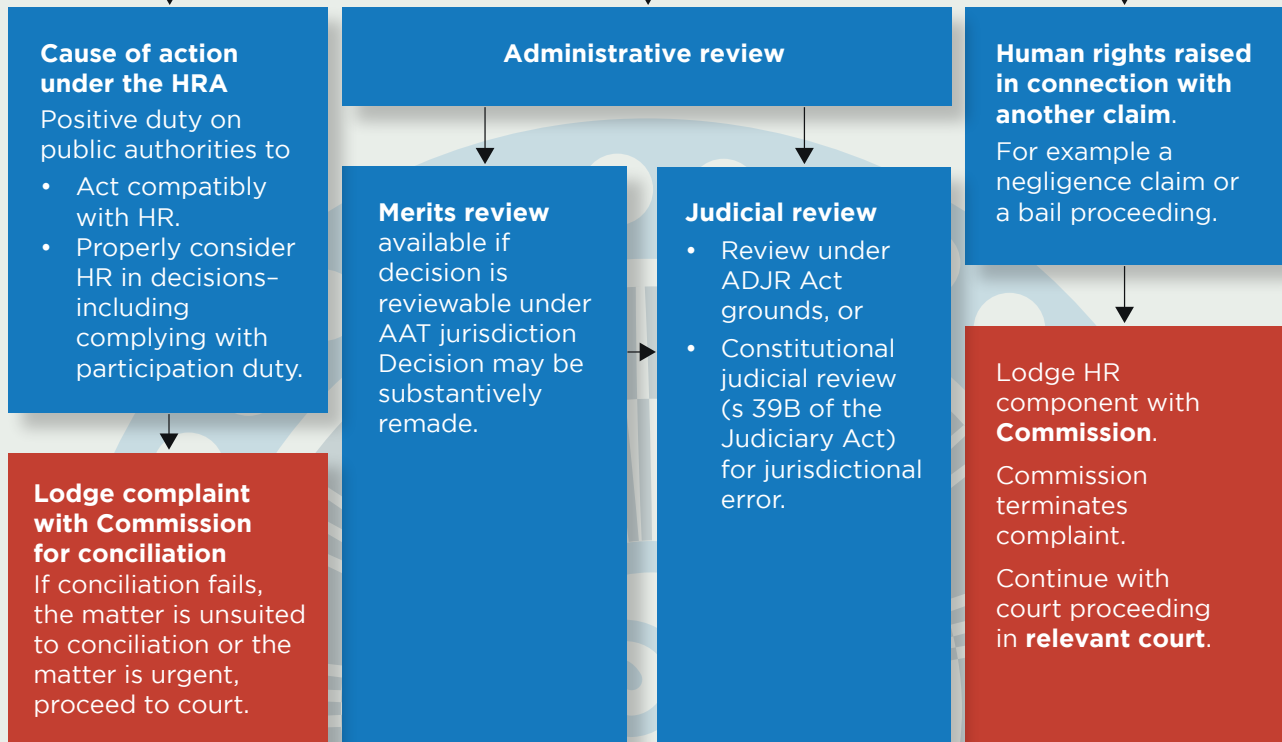 Cause of action
under the HRA
Positive duty on
public authorities to
• Act compatibly
with HR.
• Properly consider
HR in decisions–
including
complying with
participation duty.
Lodge complaint
with Commission
for conciliation
If conciliation fails,
the matter is unsuited
to conciliation or the
matter is urgent,
proceed to court.
Administrative review
Merits review
available if
decision is
reviewable under
AAT jurisdiction
Decision may be
substantively
remade.
Judicial review
• Review under
ADJR Act
grounds, or
• Constitutional
judicial review
(s 39B of the
Judiciary Act)
for jurisdictional
error.
Human rights raised
in connection with
another claim.
For example a
negligence claim or
a bail proceeding.
Lodge HR
component with
Commission.
Commission
terminates
complaint.
Continue with
court proceeding
in relevant court.